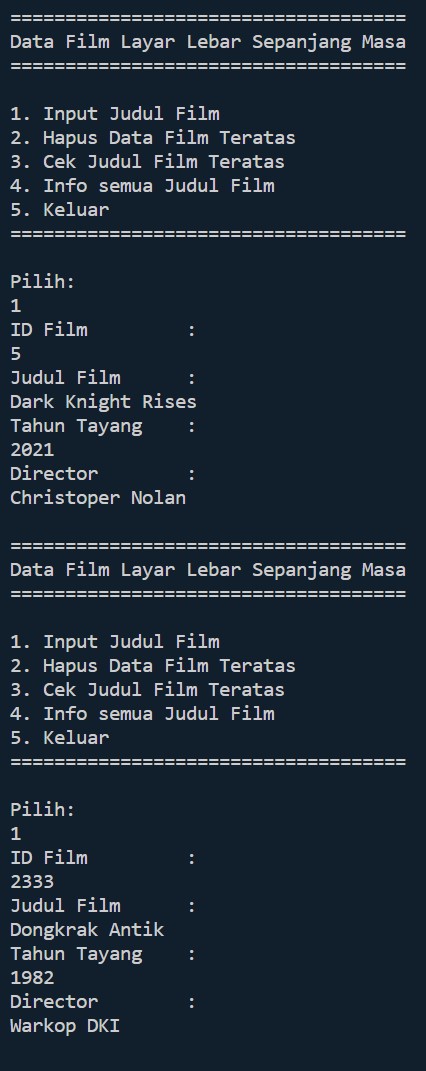 ====================================
Data Film Layar Lebar Sepanjang Masa
====================================
1. Input Judul Film
2. Hapus Data Film Teratas
3. Cek Judul Film Teratas
4. Info semua Judul Film
5. Keluar
====================================
Pilih:
1
ID Film         :
5
Judul Film      :
Dark Knight Rises
Tahun Tayang    :
2021
Director        :
Christoper Nolan
====================================
Data Film Layar Lebar Sepanjang Masa
====================================
1. Input Judul Film
2. Hapus Data Film Teratas
3. Cek Judul Film Teratas
4. Info semua Judul Film
5. Keluar
====================================
Pilih:
1
ID Film         :
2333
Judul Film      :
Dongkrak Antik
Tahun Tayang    :
1982
Director        :
Warkop DKI